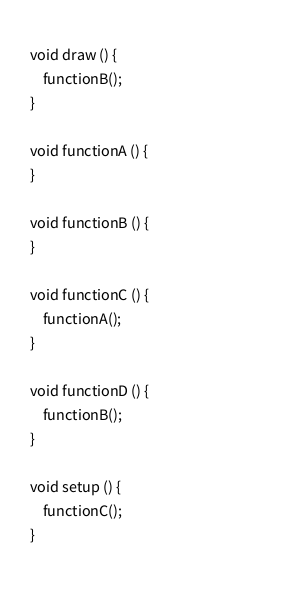 void draw () {
    functionB();
}

void functionA () {
}

void functionB () {
}

void functionC () {
    functionA();
}

void functionD () {
    functionB();
}

void setup () {
    functionC();
}